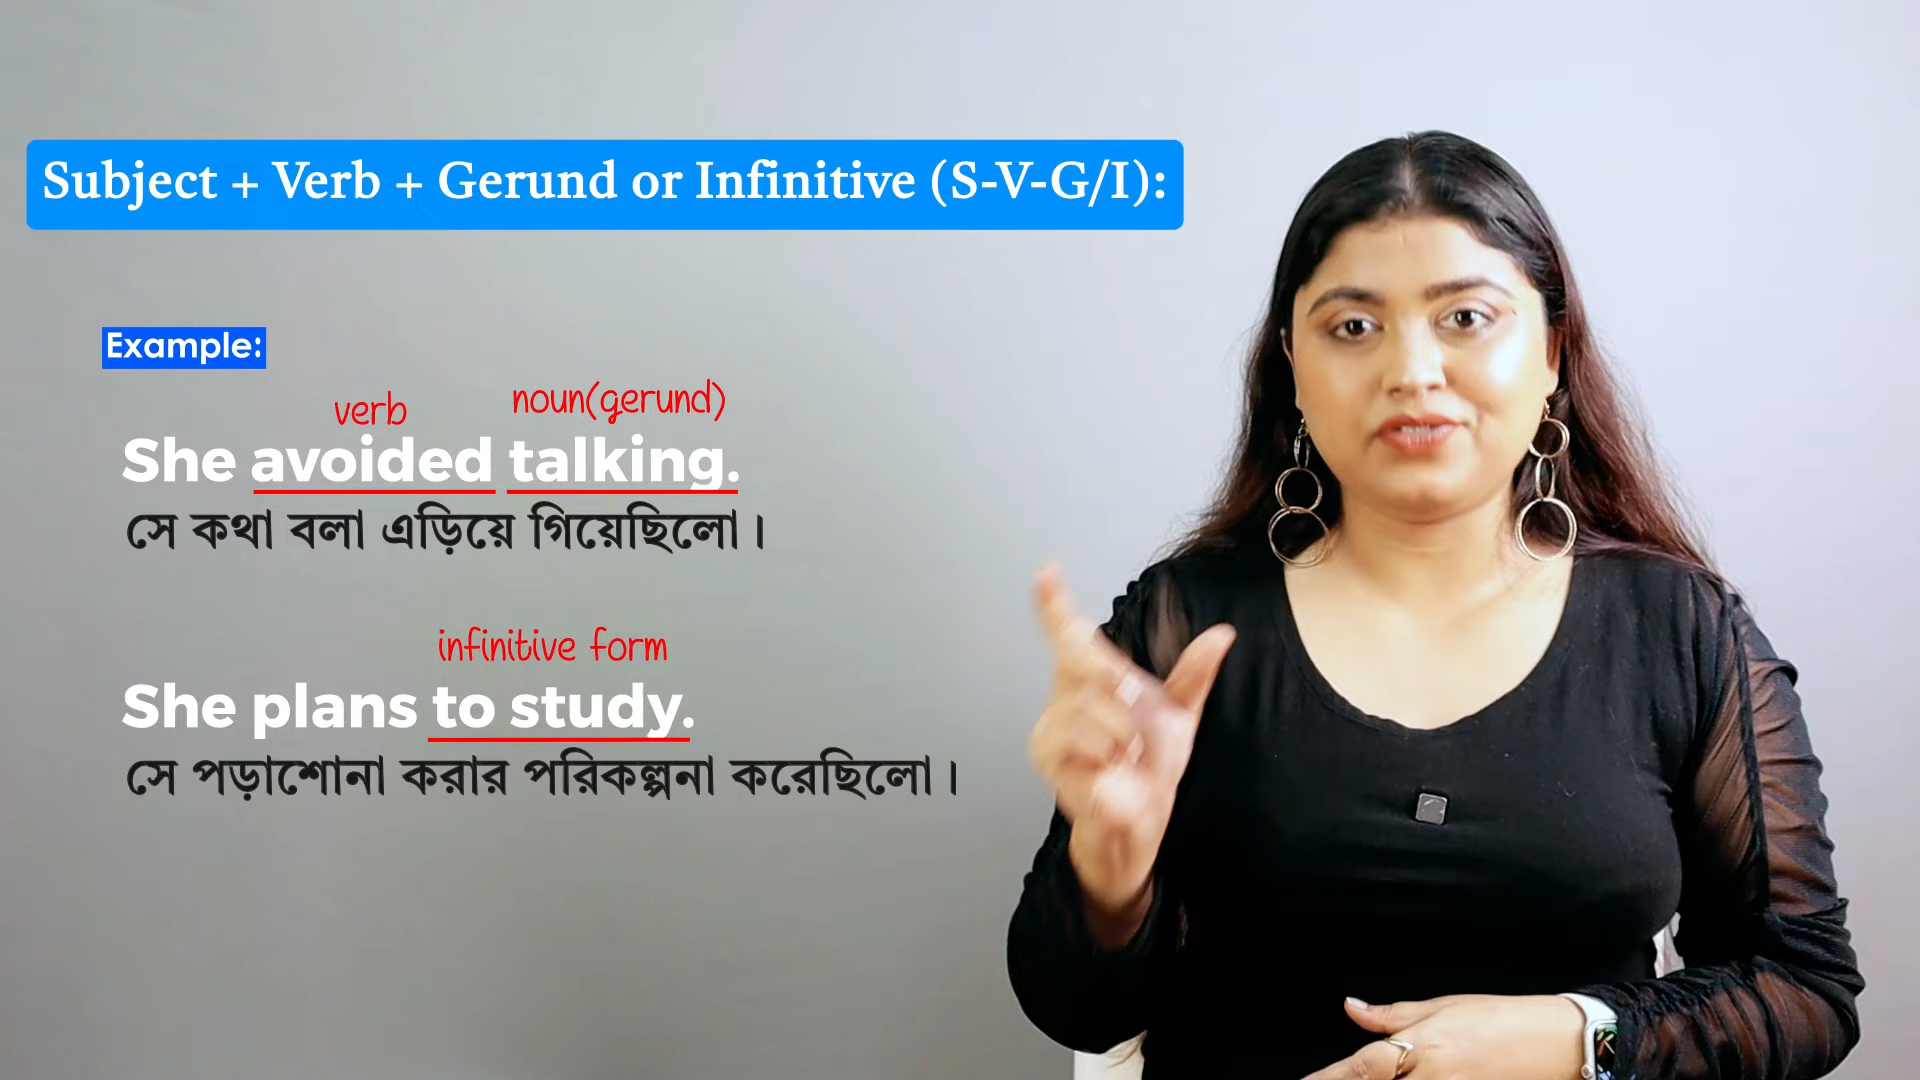 Subject + Verb + Gerund or Infinitive (S-V-G/I):
Example:
verb noun(gerund)
She avoided talking.
সে কথা বলা এড়িয়ে গিয়েছিলো।
infinitive form
She plans to study.
সে পড়াশোনা করার পরিকল্পনা করেছিলো।